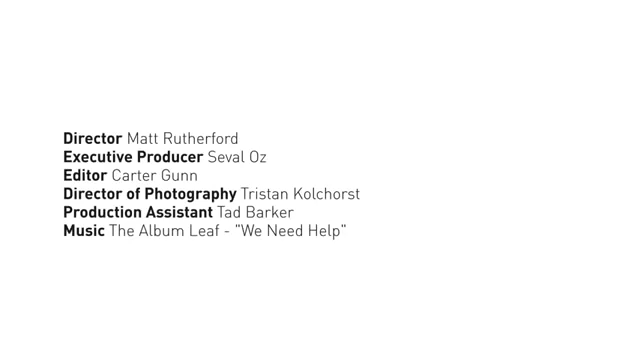 Director Matt Rutherford
Executive Producer Seval Oz
Editor Carter Gunn
Director of Photography Tristan Kolchorst
Production Assistant Tad Barker
Music The Album Leaf - "We Need Help"